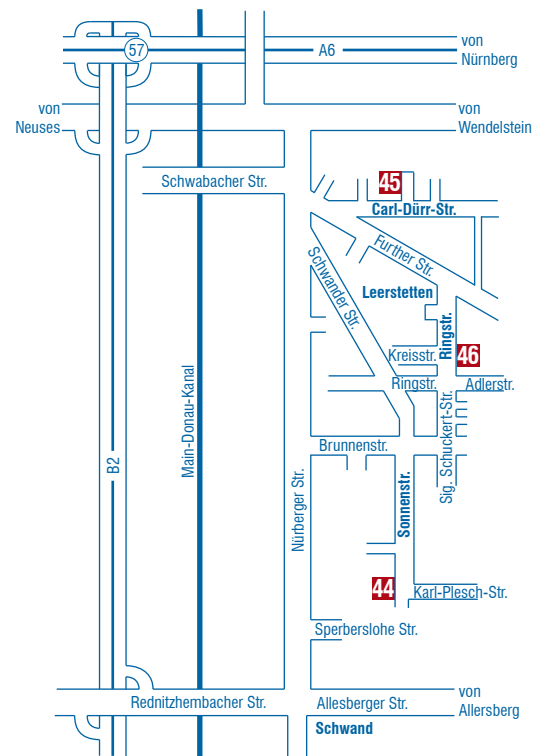 57
A6
von
Nürnberg
von
Neuses
von
Wendelstein
Schwabacher Str.
45
Carl-Dürr-Str.
Further Str.
Schwander Str.
Leerstetten
Ringstr.
Kreisstr.
46
Ringstr.
Adlerstr.
Main-Donau-Kanal
Sig. Schuckert-Str.
Brunnenstr.
B2
Nürberger Str.
Sonnenstr.
44
Karl-Plesch-Str.
Sperberslohe Str.
Rednitzhembacher Str.
Allesberger Str.
von
Allersberg
Schwand